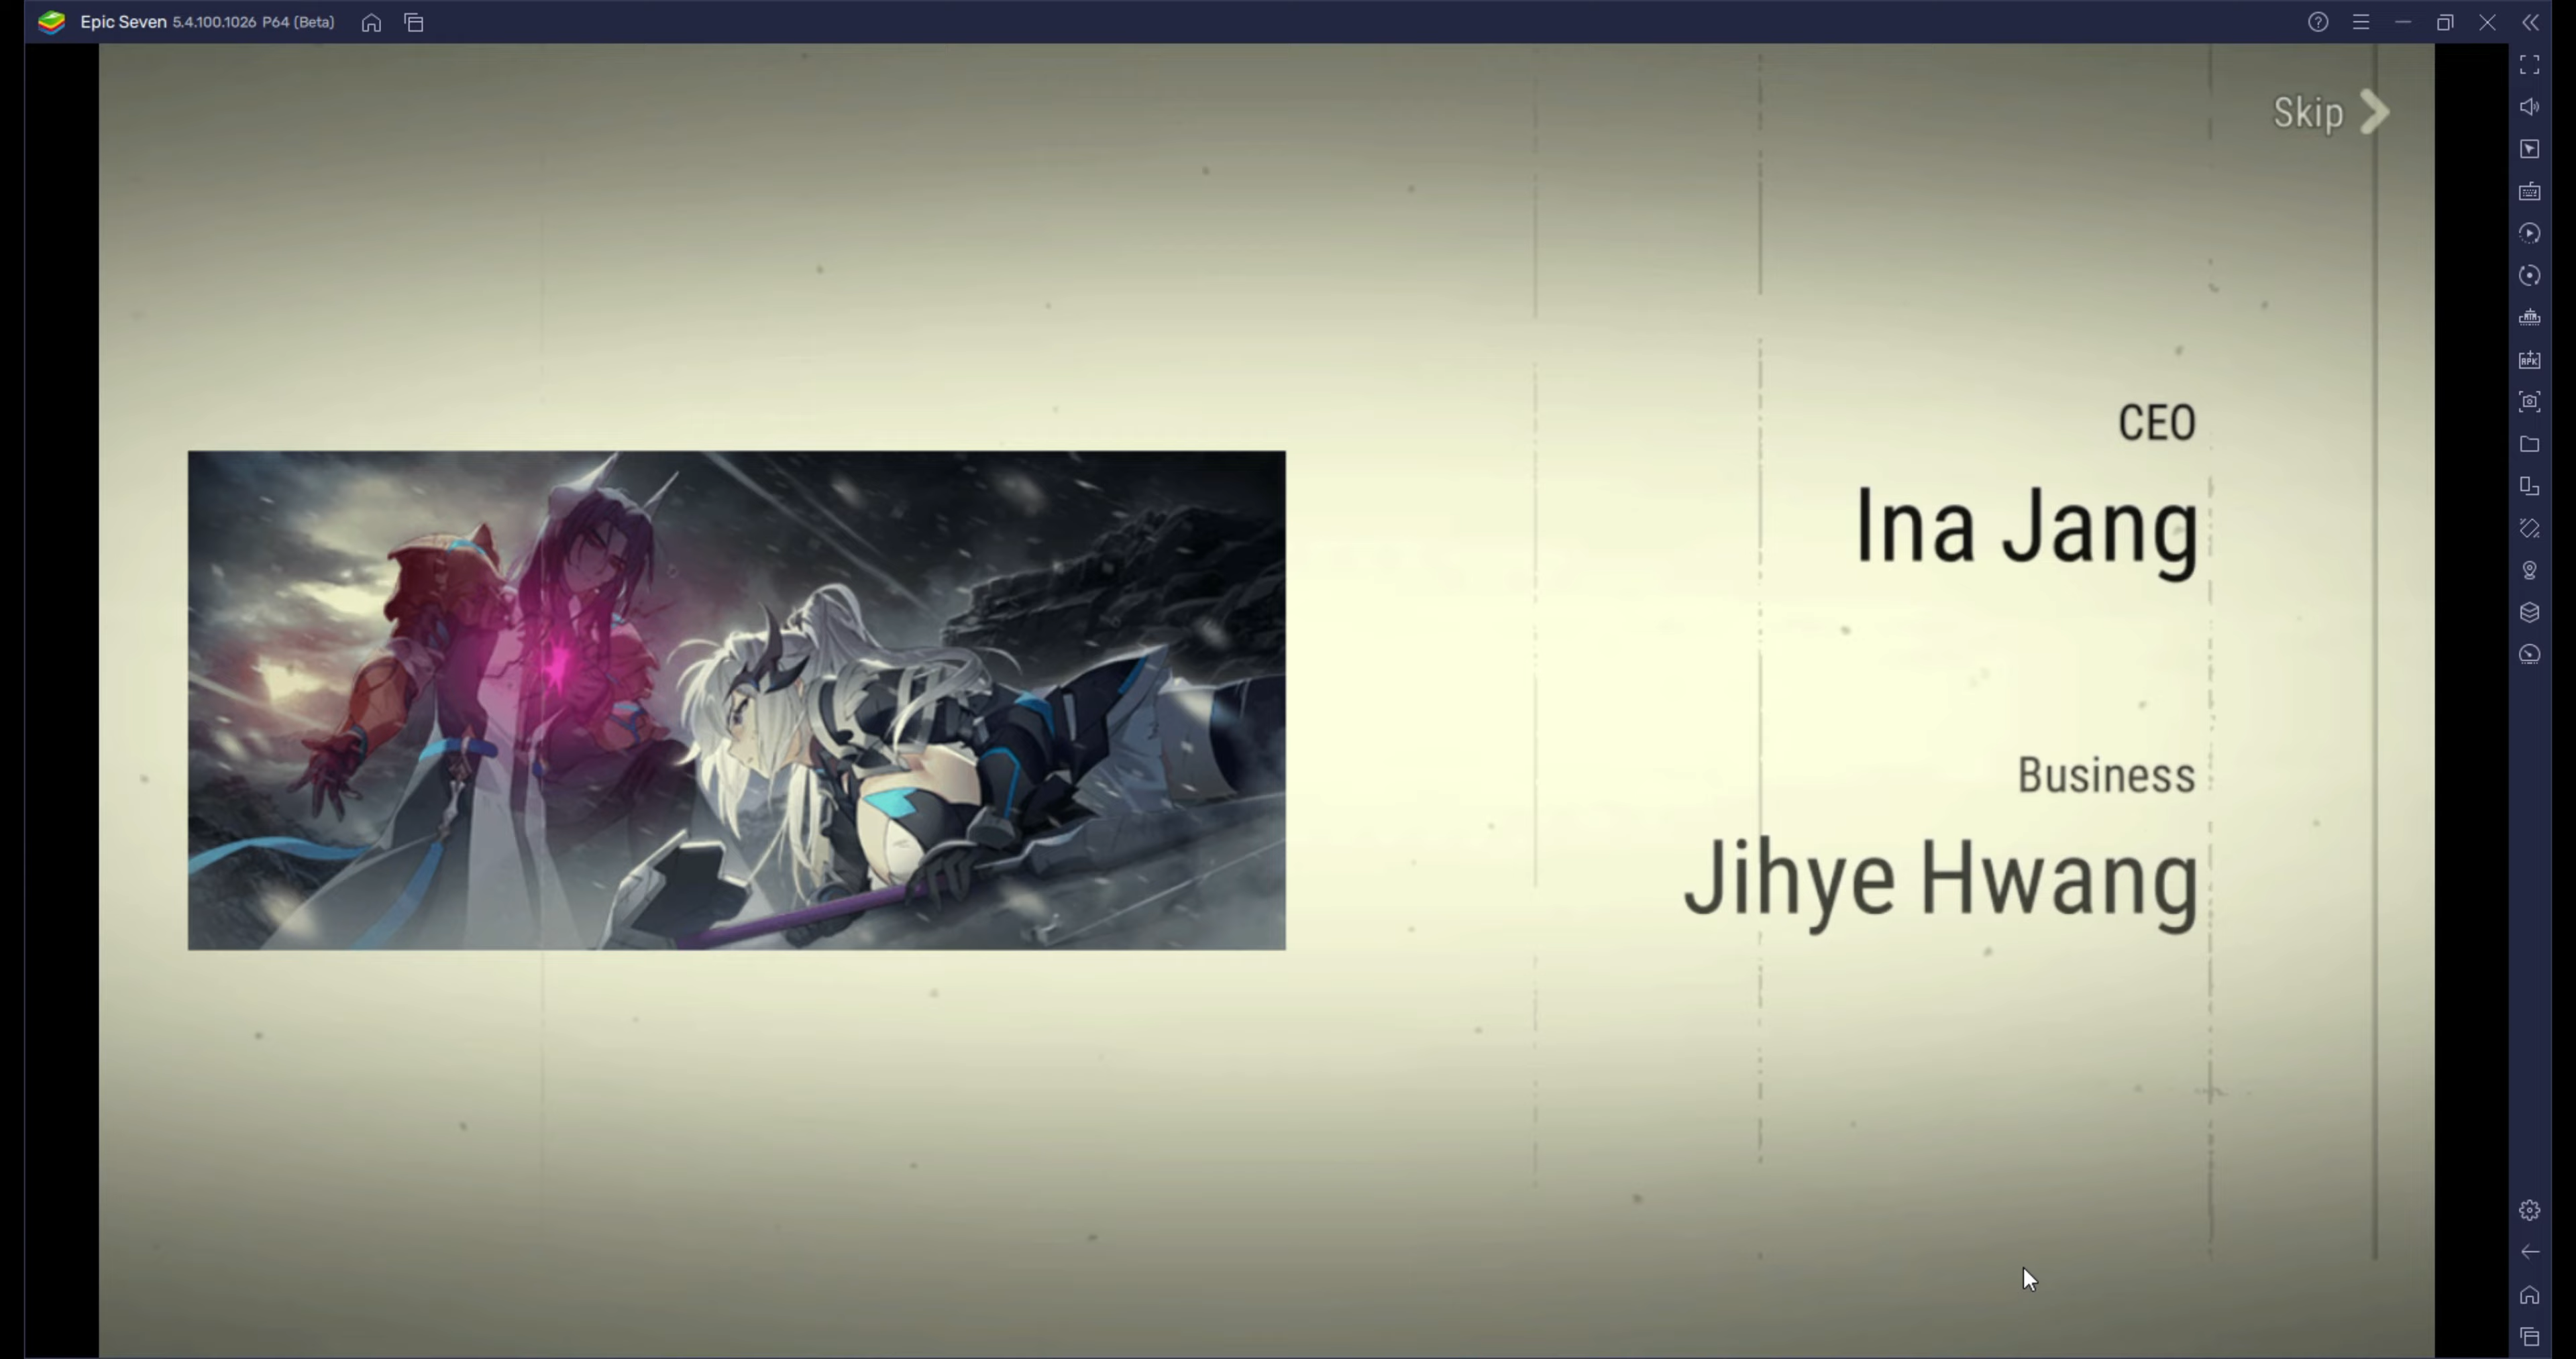 Epic Seven 5.4.100.1026 P64 (Beta)
Skip
CEO
Ina Jang
Business
Jihye Hwang